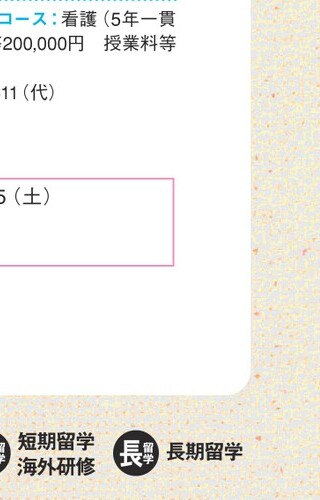 コース：看護（5年一貫
200,000円　授業料等
11（代）
5（土）
留学 短期留学
海外研修
長 留学 長期留学